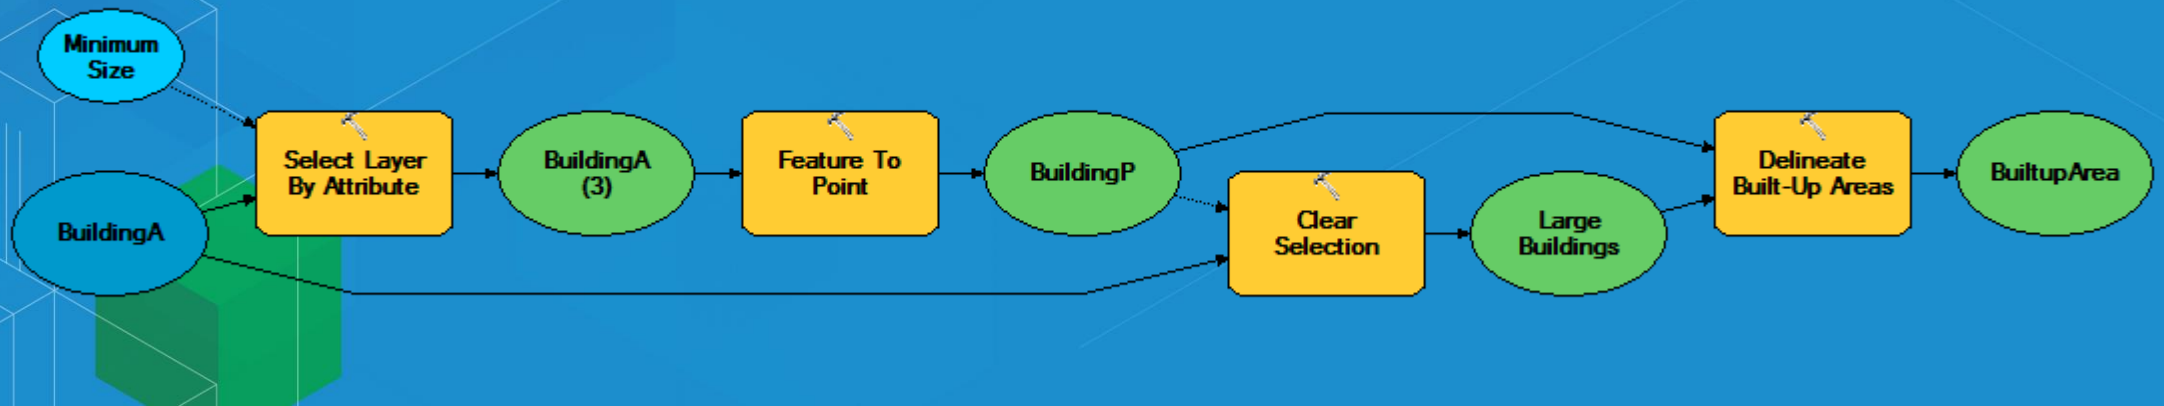 Minimum
Size
BuildingA
Select Layer
By Attribute
BuildingA
(3)
Feature To
Point
BuildingP
Clear
Selection
Large
Buildings
Delineate
Built-Up Areas
BuiltupArea